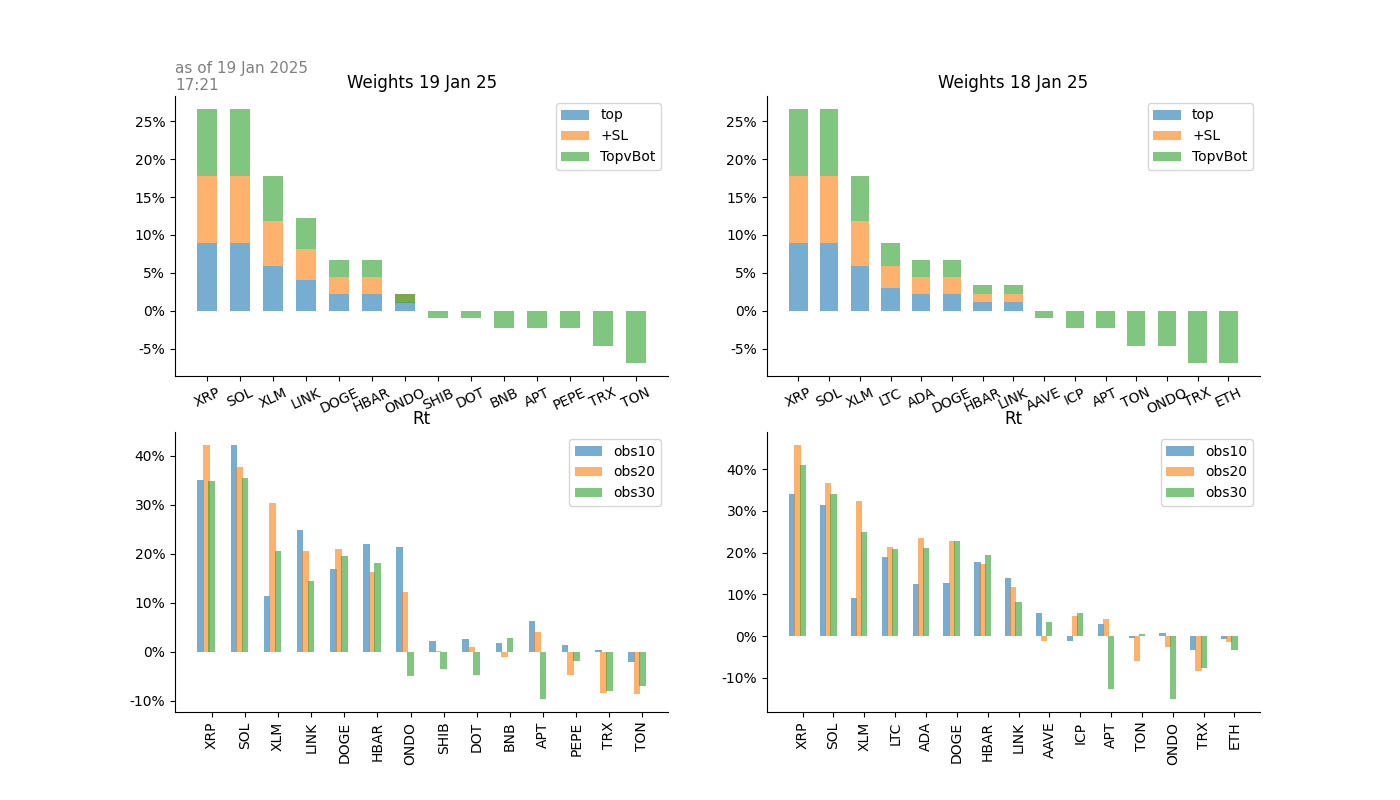 as of 19 Jan 2025
17:21
Weights 19 Jan 25
25%
20%
15%
10%
5%
0%
-5%
top
+SL
TopvBot
XRP SOL XLM LINK DOGE HBAR ONDO SHIB DOT BNB APT PEPE TRX TON
Weights 18 Jan 25
25%
20%
15%
10%
5%
0%
-5%
top
+SL
TopvBot
XRP SOL XLM LTC ADA DOGE HBAR LINK AAVE ICP APT TON ONDO TRX ETH
Rt
40%
30%
20%
10%
0%
-10%
obs10
obs20
obs30
XRP SOL XLM LINK DOGE HBAR ONDO SHIB DOT BNB APT PEPE TRX TON
Rt
40%
30%
20%
10%
0%
-10%
obs10
obs20
obs30
XRP SOL XLM LTC ADA DOGE HBAR LINK AAVE ICP APT TON ONDO TRX ETH